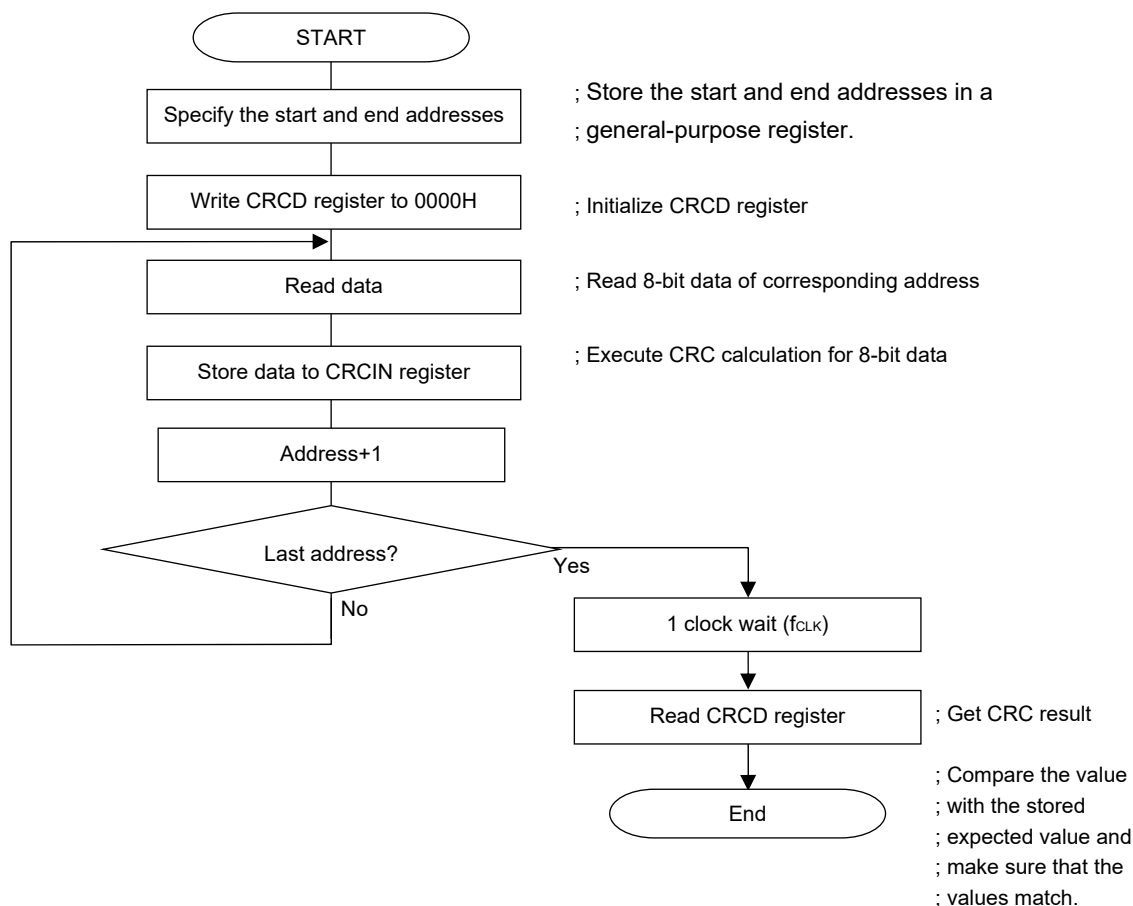 START
Specify the start and end addresses
; Store the start and end addresses in a
; general-purpose register.
Write CRCD register to 0000H
; Initialize CRCD register
Read data
; Read 8-bit data of corresponding address
Store data to CRCIN register
; Execute CRC calculation for 8-bit data
Address+1
Last address?
Yes
No
1 clock wait (fCLK)
Read CRCD register
; Get CRC result
End
; Compare the value
; with the stored
; expected value and
; make sure that the
; values match.